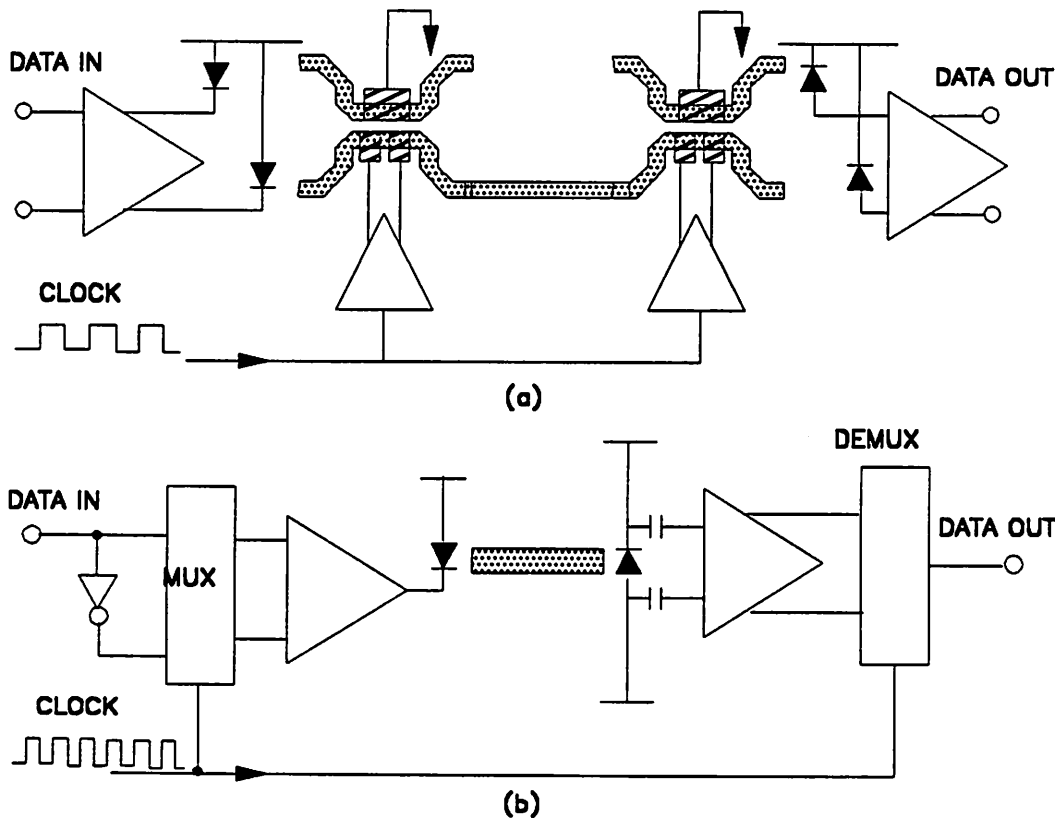 DATA IN
DATA OUT
CLOCK
(a)
DEMUX
DATA IN
DATA OUT
MUX
CLOCK
(b)